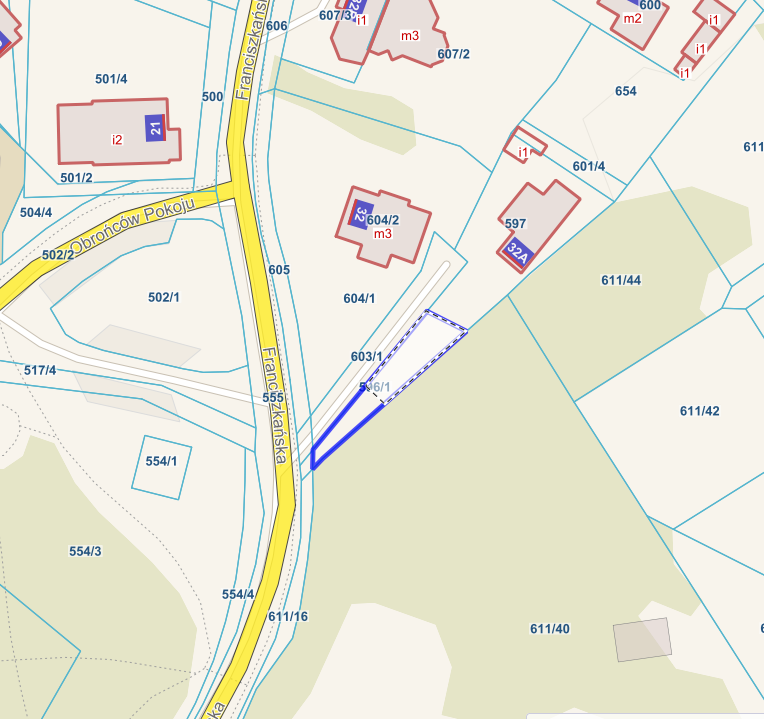 600
606
607/3
32
i1
m3
m2
i1
i1
i1
607/2
Franciszkańs
501/4
500
654
21
i2
i1
611
601/4
501/2
504/4
Obrońców Pokoju
32
604/2
m3
597
32A
502/2
605
611/44
502/1
604/1
603/1
517/4
Franciszkańska
555
611/42
554/1
554/3
554/4
611/16
611/40
ska